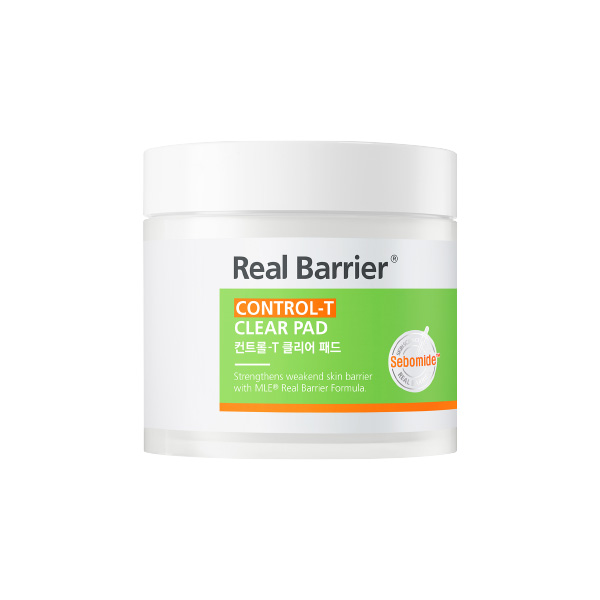 Real Barrier®
CONTROL-T
CLEAR PAD
컨트롤-T 클리어 패드
Strengthens weakend skin barrier
with MLE® Real Barrier Formula.
Sebomide™